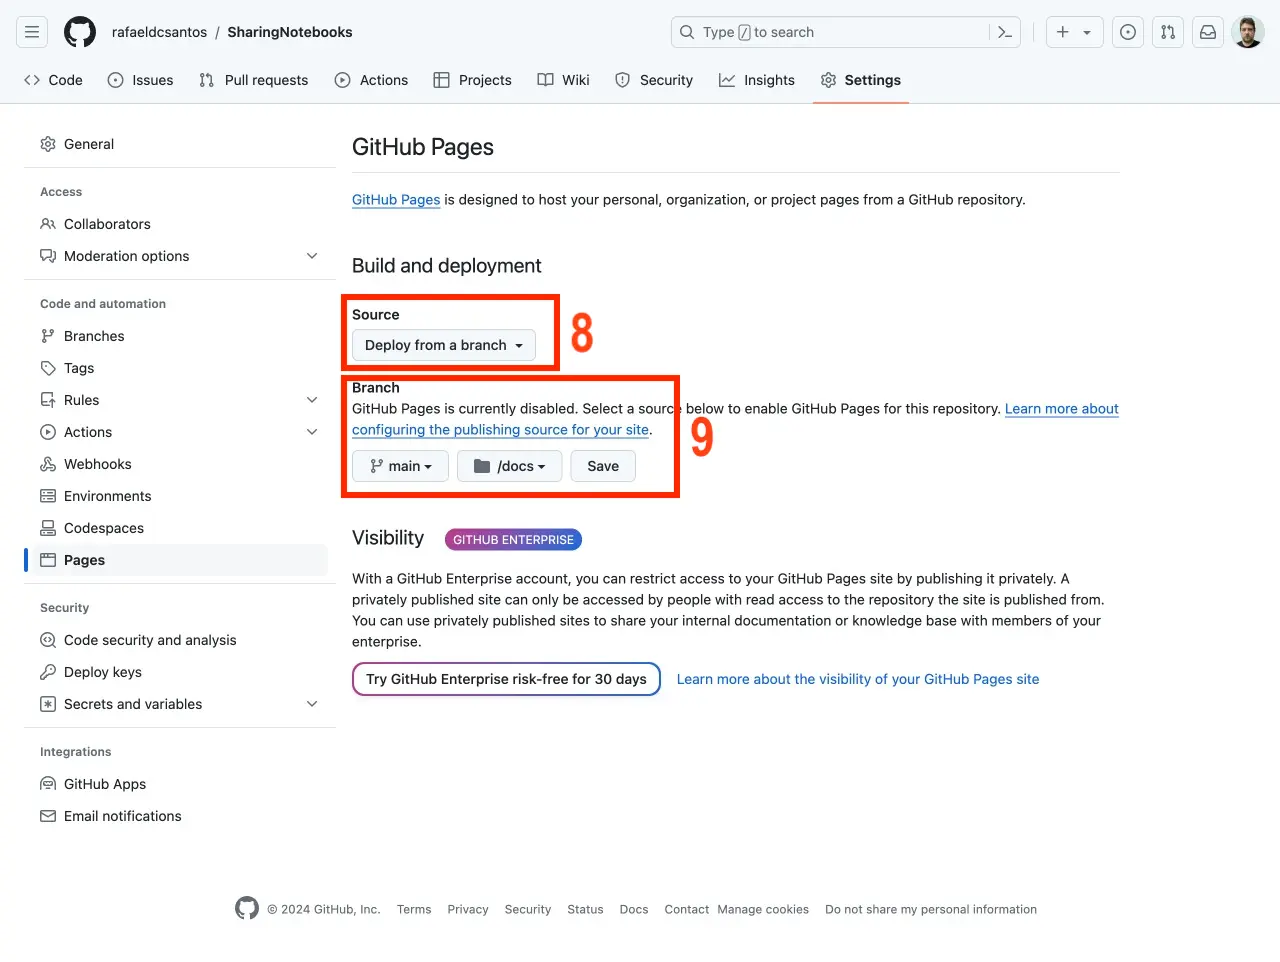 rafaeldcsantos / SharingNotebooks
Type / to search
Code
Issues
Pull requests
Actions
Projects
Wiki
Security
Insights
Settings
General
Access
Collaborators
Moderation options
Code and automation
Branches
Tags
Rules
Actions
Webhooks
Environments
Codespaces
Pages
Security
Code security and analysis
Deploy keys
Secrets and variables
Integrations
GitHub Apps
Email notifications
GitHub Pages
GitHub Pages is designed to host your personal, organization, or project pages from a GitHub repository.
Build and deployment
Source
Deploy from a branch
8
Branch
GitHub Pages is currently disabled. Select a source below to enable GitHub Pages for this repository. Learn more about
configuring the publishing source for your site.
9
main
/docs
Save
Visibility
GITHUB ENTERPRISE
With a GitHub Enterprise account, you can restrict access to your GitHub Pages site by publishing it privately. A
privately published site can only be accessed by people with read access to the repository the site is published from.
You can use privately published sites to share your internal documentation or knowledge base with members of your
enterprise.
Try GitHub Enterprise risk-free for 30 days
Learn more about the visibility of your GitHub Pages site
© 2024 GitHub, Inc.
Terms
Privacy
Security
Status
Docs
Contact
Manage cookies
Do not share my personal information